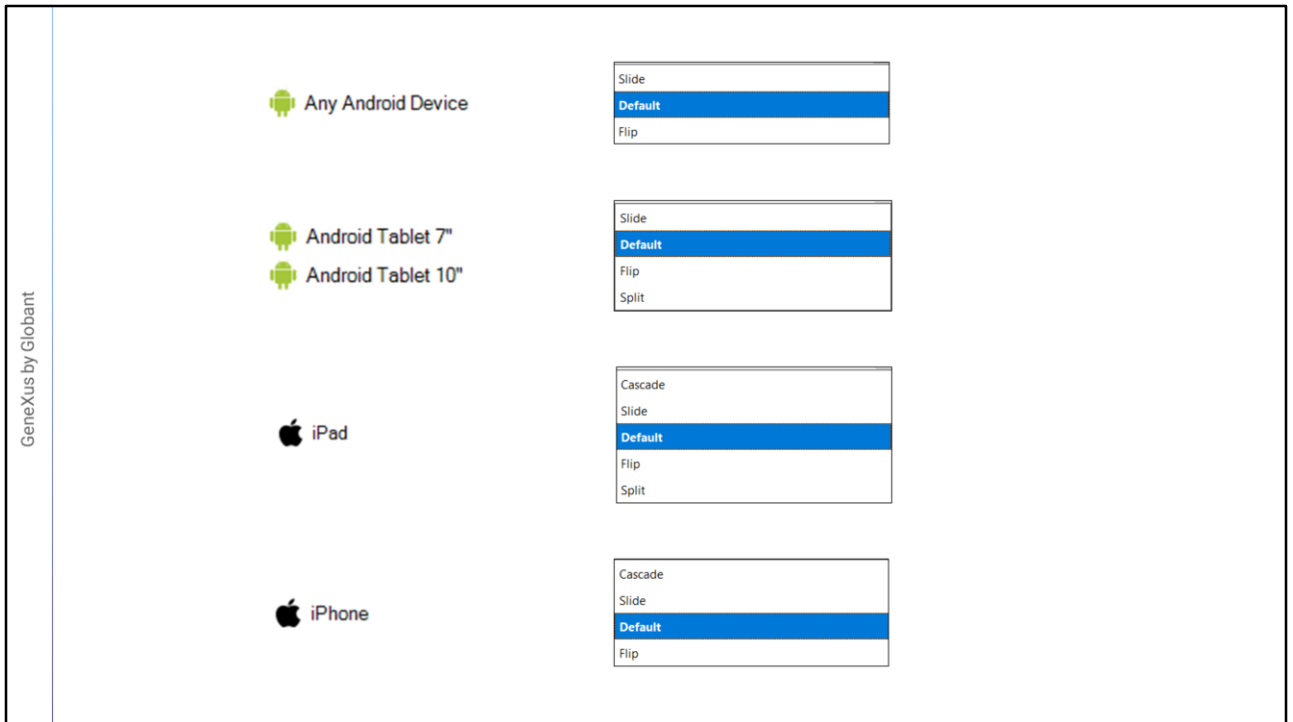 GeneXus by Globant
Any Android Device
Slide
Default
Flip
Android Tablet 7"
Android Tablet 10"
Slide
Default
Flip
Split
iPad
Cascade
Slide
Default
Flip
Split
iPhone
Cascade
Slide
Default
Flip